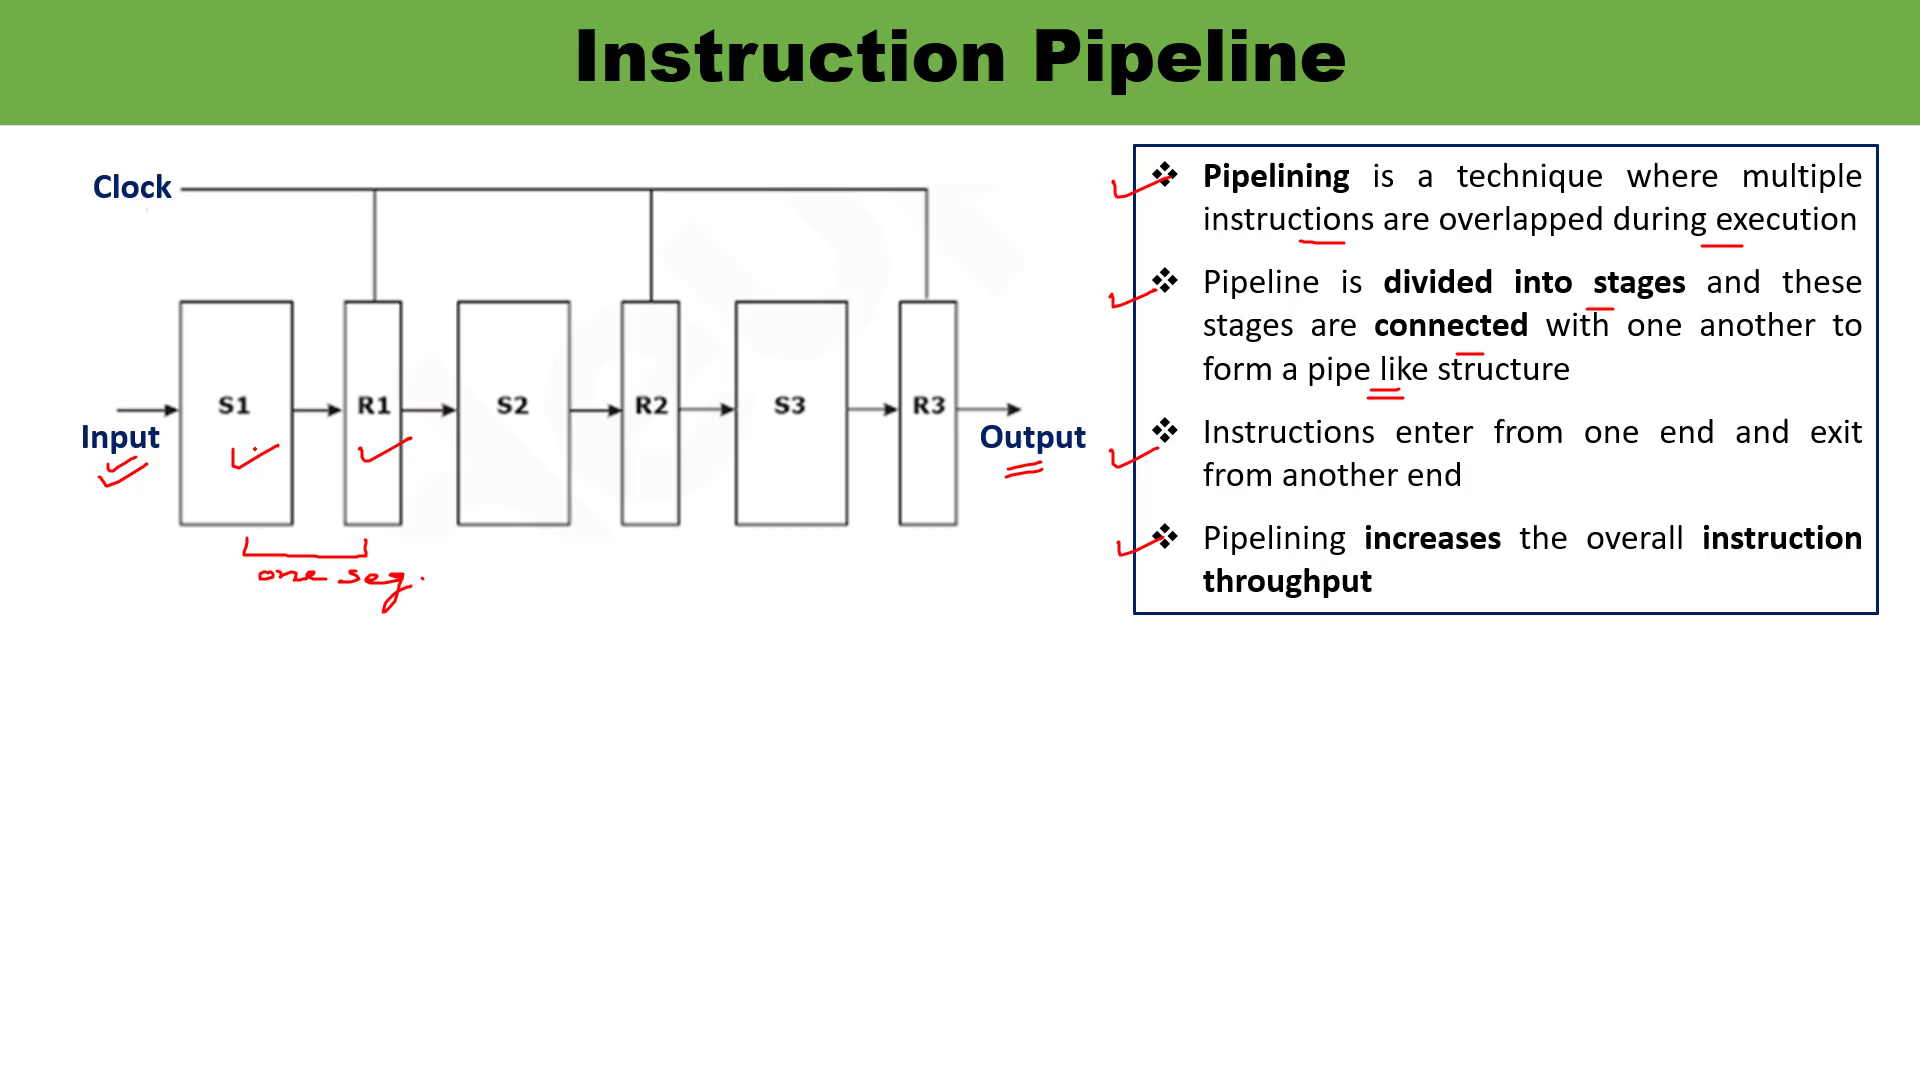 Instruction Pipeline
Clock
S1
R1
S2
R2
S3
R3
Input
Output
one seg.
Pipelining is a technique where multiple
instructions are overlapped during execution
Pipeline is divided into stages and these
stages are connected with one another to
form a pipe like structure
Instructions enter from one end and exit
from another end
Pipelining increases the overall instruction
throughput